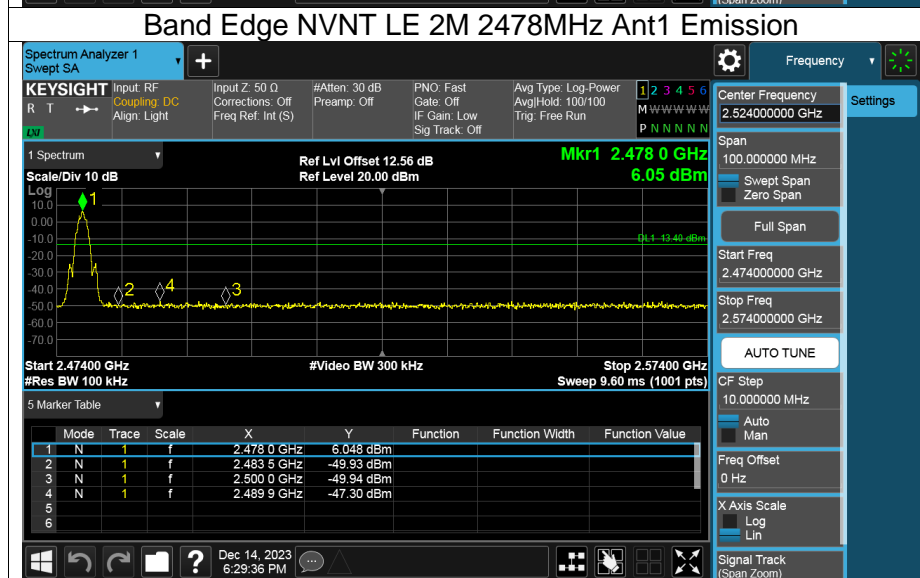 (Span Zoom)
Band Edge NVNT LE 2M 2478MHz Ant1 Emission
Spectrum Analyzer 1
Swept SA
+
Frequency
KEYSIGHT
R T
LXI
Input: RF
Coupling: DC
Align: Light
Input Z: 50 Ω
Corrections: Off
Freq Ref: Int (S)
#Atten: 30 dB
Preamp: Off
PNO: Fast
Gate: Off
IF Gain: Low
Sig Track: Off
Avg Type: Log-Power
Avg|Hold: 100/100
Trig: Free Run
1 2 3 4 5 6
M W W W W W
P N N N N N
1 Spectrum
Scale/Div 10 dB
Ref Lvl Offset 12.56 dB
Ref Level 20.00 dBm
Mkr1 2.478 0 GHz
6.05 dBm
Log
10.0
0.00
-10.0
-20.0
-30.0
-40.0
-50.0
-60.0
-70.0
1
2
4
3
DL1 -13.40 dBm
Start 2.47400 GHz
#Res BW 100 kHz
#Video BW 300 kHz
Stop 2.57400 GHz
Sweep 9.60 ms (1001 pts)
5 Marker Table
Mode Trace Scale X Y Function Function Width Function Value
1 N 1 f 2.478 0 GHz 6.048 dBm
2 N 1 f 2.483 5 GHz -49.93 dBm
3 N 1 f 2.500 0 GHz -49.94 dBm
4 N 1 f 2.489 9 GHz -47.30 dBm
5
6
Center Frequency
2.524000000 GHz
Settings
Span
100.000000 MHz
Swept Span
Zero Span
Full Span
Start Freq
2.474000000 GHz
Stop Freq
2.574000000 GHz
AUTO TUNE
CF Step
10.000000 MHz
Auto
Man
Freq Offset
0 Hz
X Axis Scale
Log
Lin
Signal Track
(Span Zoom)
?
Dec 14, 2023
6:29:36 PM